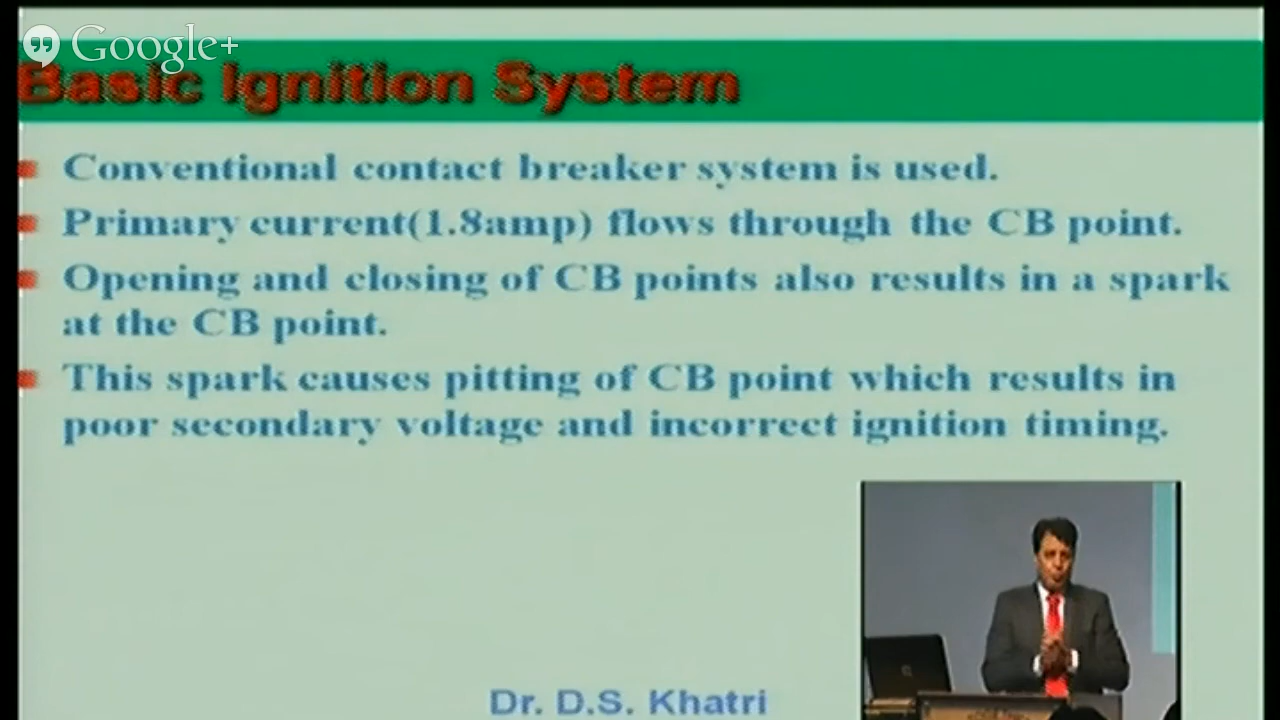 Google+
Basic Ignition System
Conventional contact breaker system is used.
Primary current(1.8amp) flows through the CB point.
Opening and closing of CB points also results in a spark
at the CB point.
This spark causes pitting of CB point which results in
poor secondary voltage and incorrect ignition timing.
Dr. D.S. Khatri